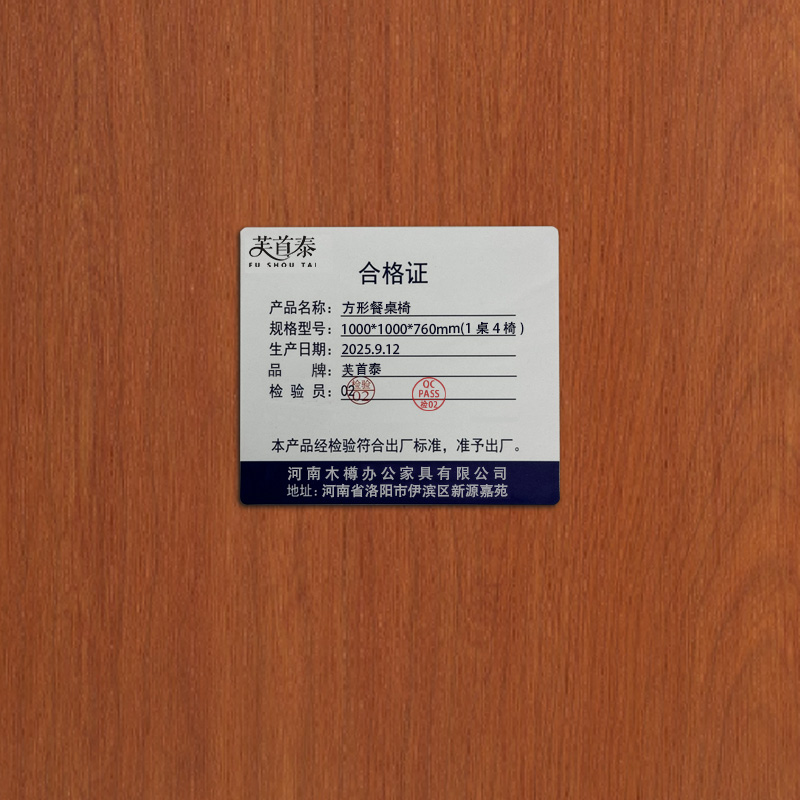 芙首泰
FU SHOU TAI
合格证
产品名称：方形餐桌椅
规格型号：1000*1000*760mm(1 桌 4 椅 )
生产日期：2025.9.12
品 牌：芙首泰
检 验 员：02
检验
02
QC
PASS
检02
本产品经检验符合出厂标准，准予出厂。
河南木樽办公家具有限公司
地址：河南省洛阳市伊滨区新源嘉苑